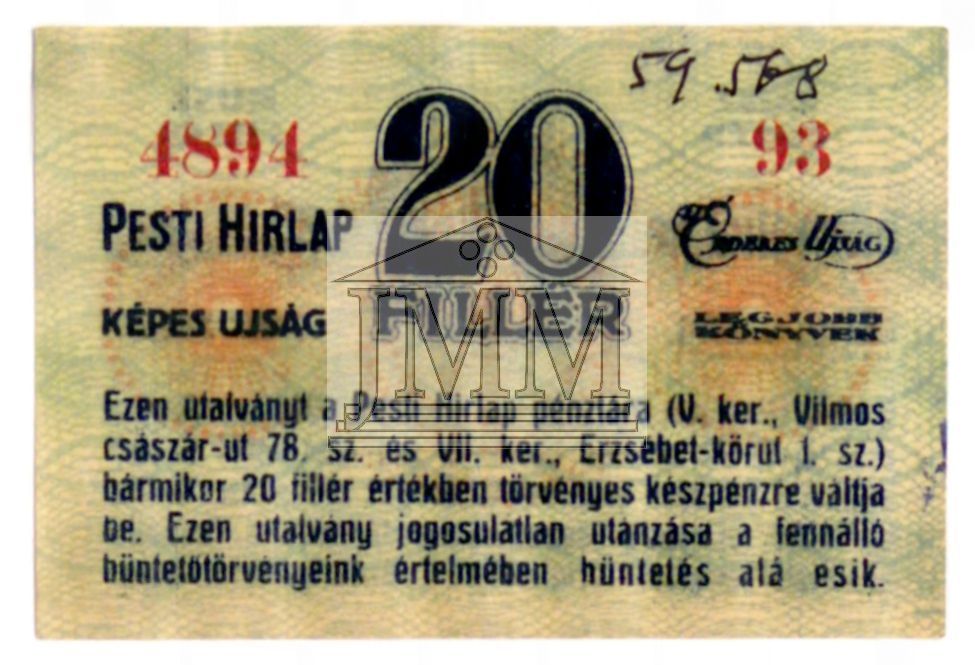 59.568
4894 20 93
PESTI HIRLAP
ÉRDEKES UJSÁG
FILLÉR
KÉPES UJSÁG
LEGJOBB
KÖNYVEK
JMM
Ezen utalványt a Pesti Hirlap pénztára (V. ker., Vilmos
császár-ut 78. sz. és VII. ker., Erzsébet-körut 1. sz.)
bármikor 20 fillér értékben törvényes készpénzre váltja
be. Ezen utalvány jogosulatlan utánzása a fennálló
büntetőtörvényeink értelmében büntetés alá esik.